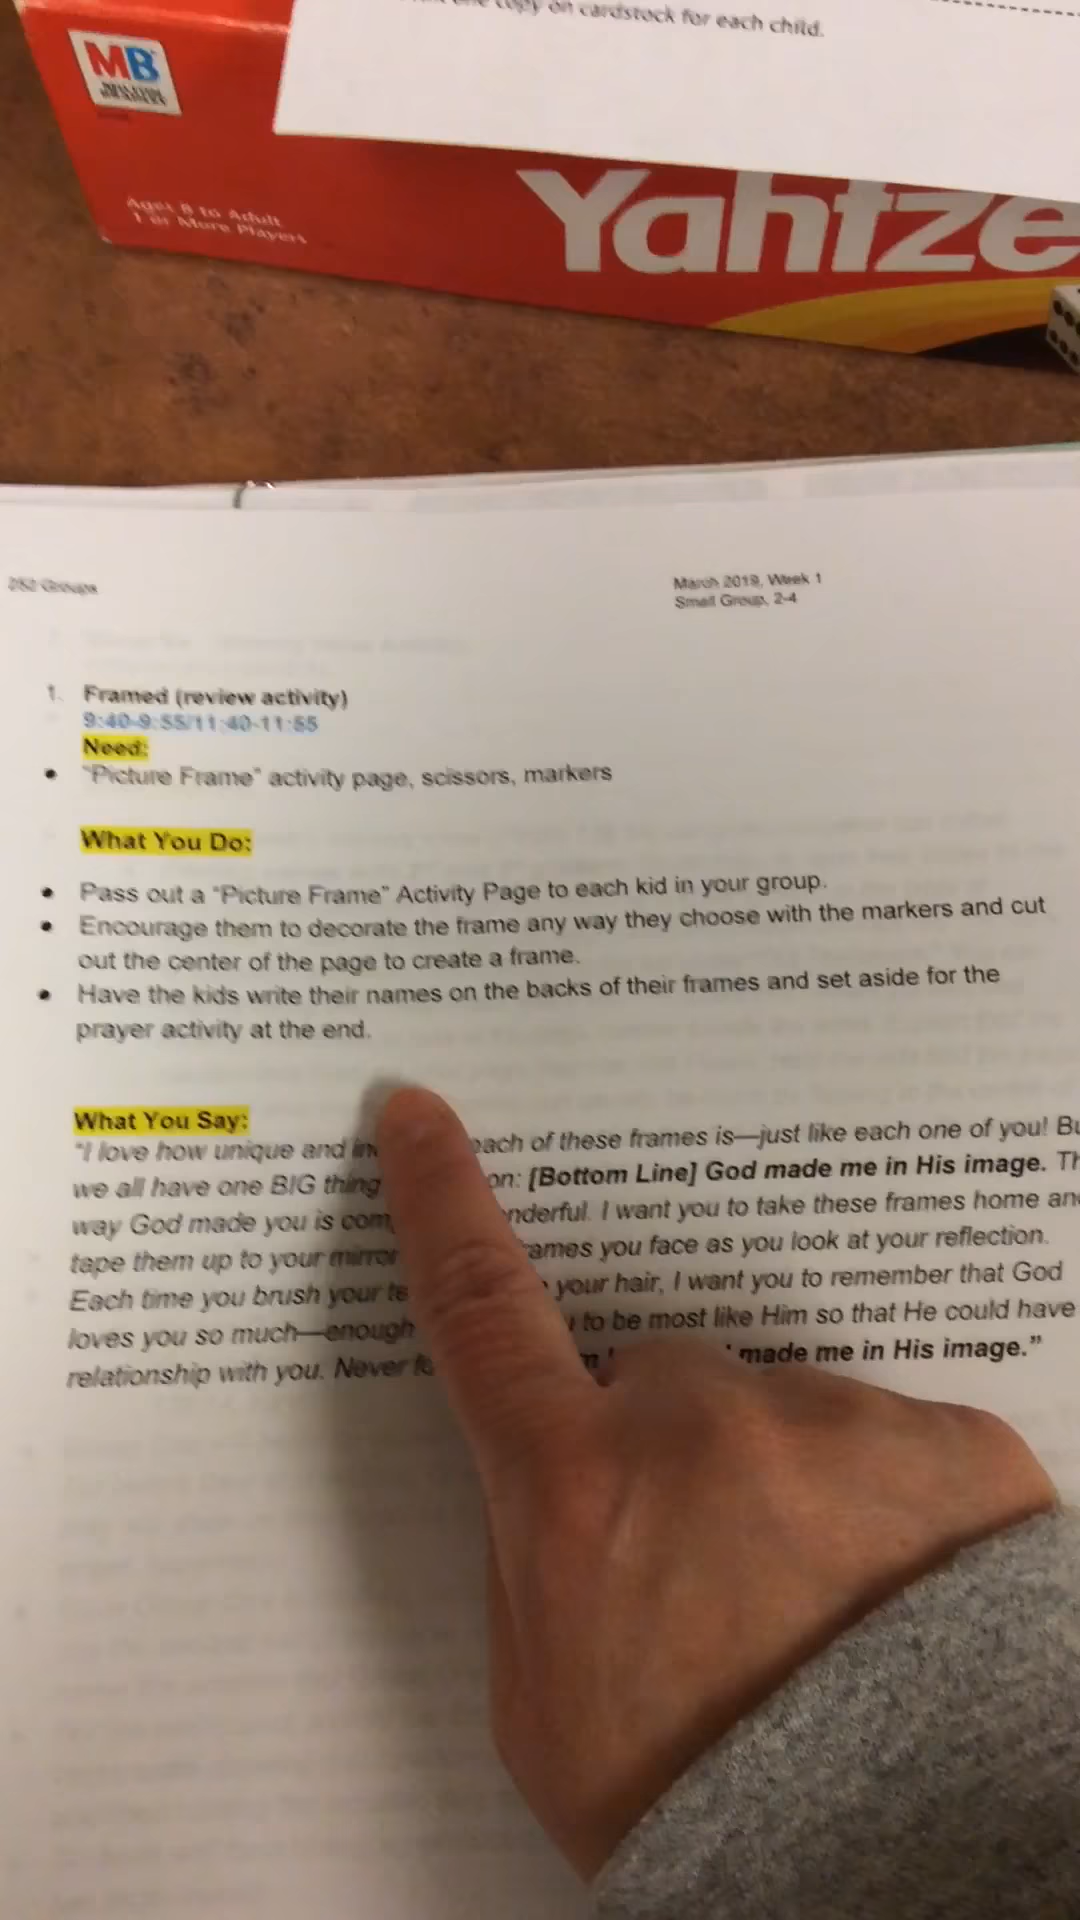 one copy on cardstock for each child.
MB
Ages 8 to Adult
1 or More Players
Yahtze
252 Groups
March 2019, Week 1
Small Group, 2-4
1. Framed (review activity)
9:40-9:55/11:40-11:55
Need:
• "Picture Frame" activity page, scissors, markers
What You Do:
• Pass out a "Picture Frame" Activity Page to each kid in your group.
• Encourage them to decorate the frame any way they choose with the markers and cut
out the center of the page to create a frame.
• Have the kids write their names on the backs of their frames and set aside for the
prayer activity at the end.
What You Say:
"I love how unique and in each of these frames is—just like each one of you! Bu
we all have one BIG thing on: [Bottom Line] God made me in His image. Th
way God made you is com nderful. I want you to take these frames home an
tape them up to your mirror ames you face as you look at your reflection.
Each time you brush your te your hair, I want you to remember that God
loves you so much—enough to be most like Him so that He could have
relationship with you. Never fo made me in His image."